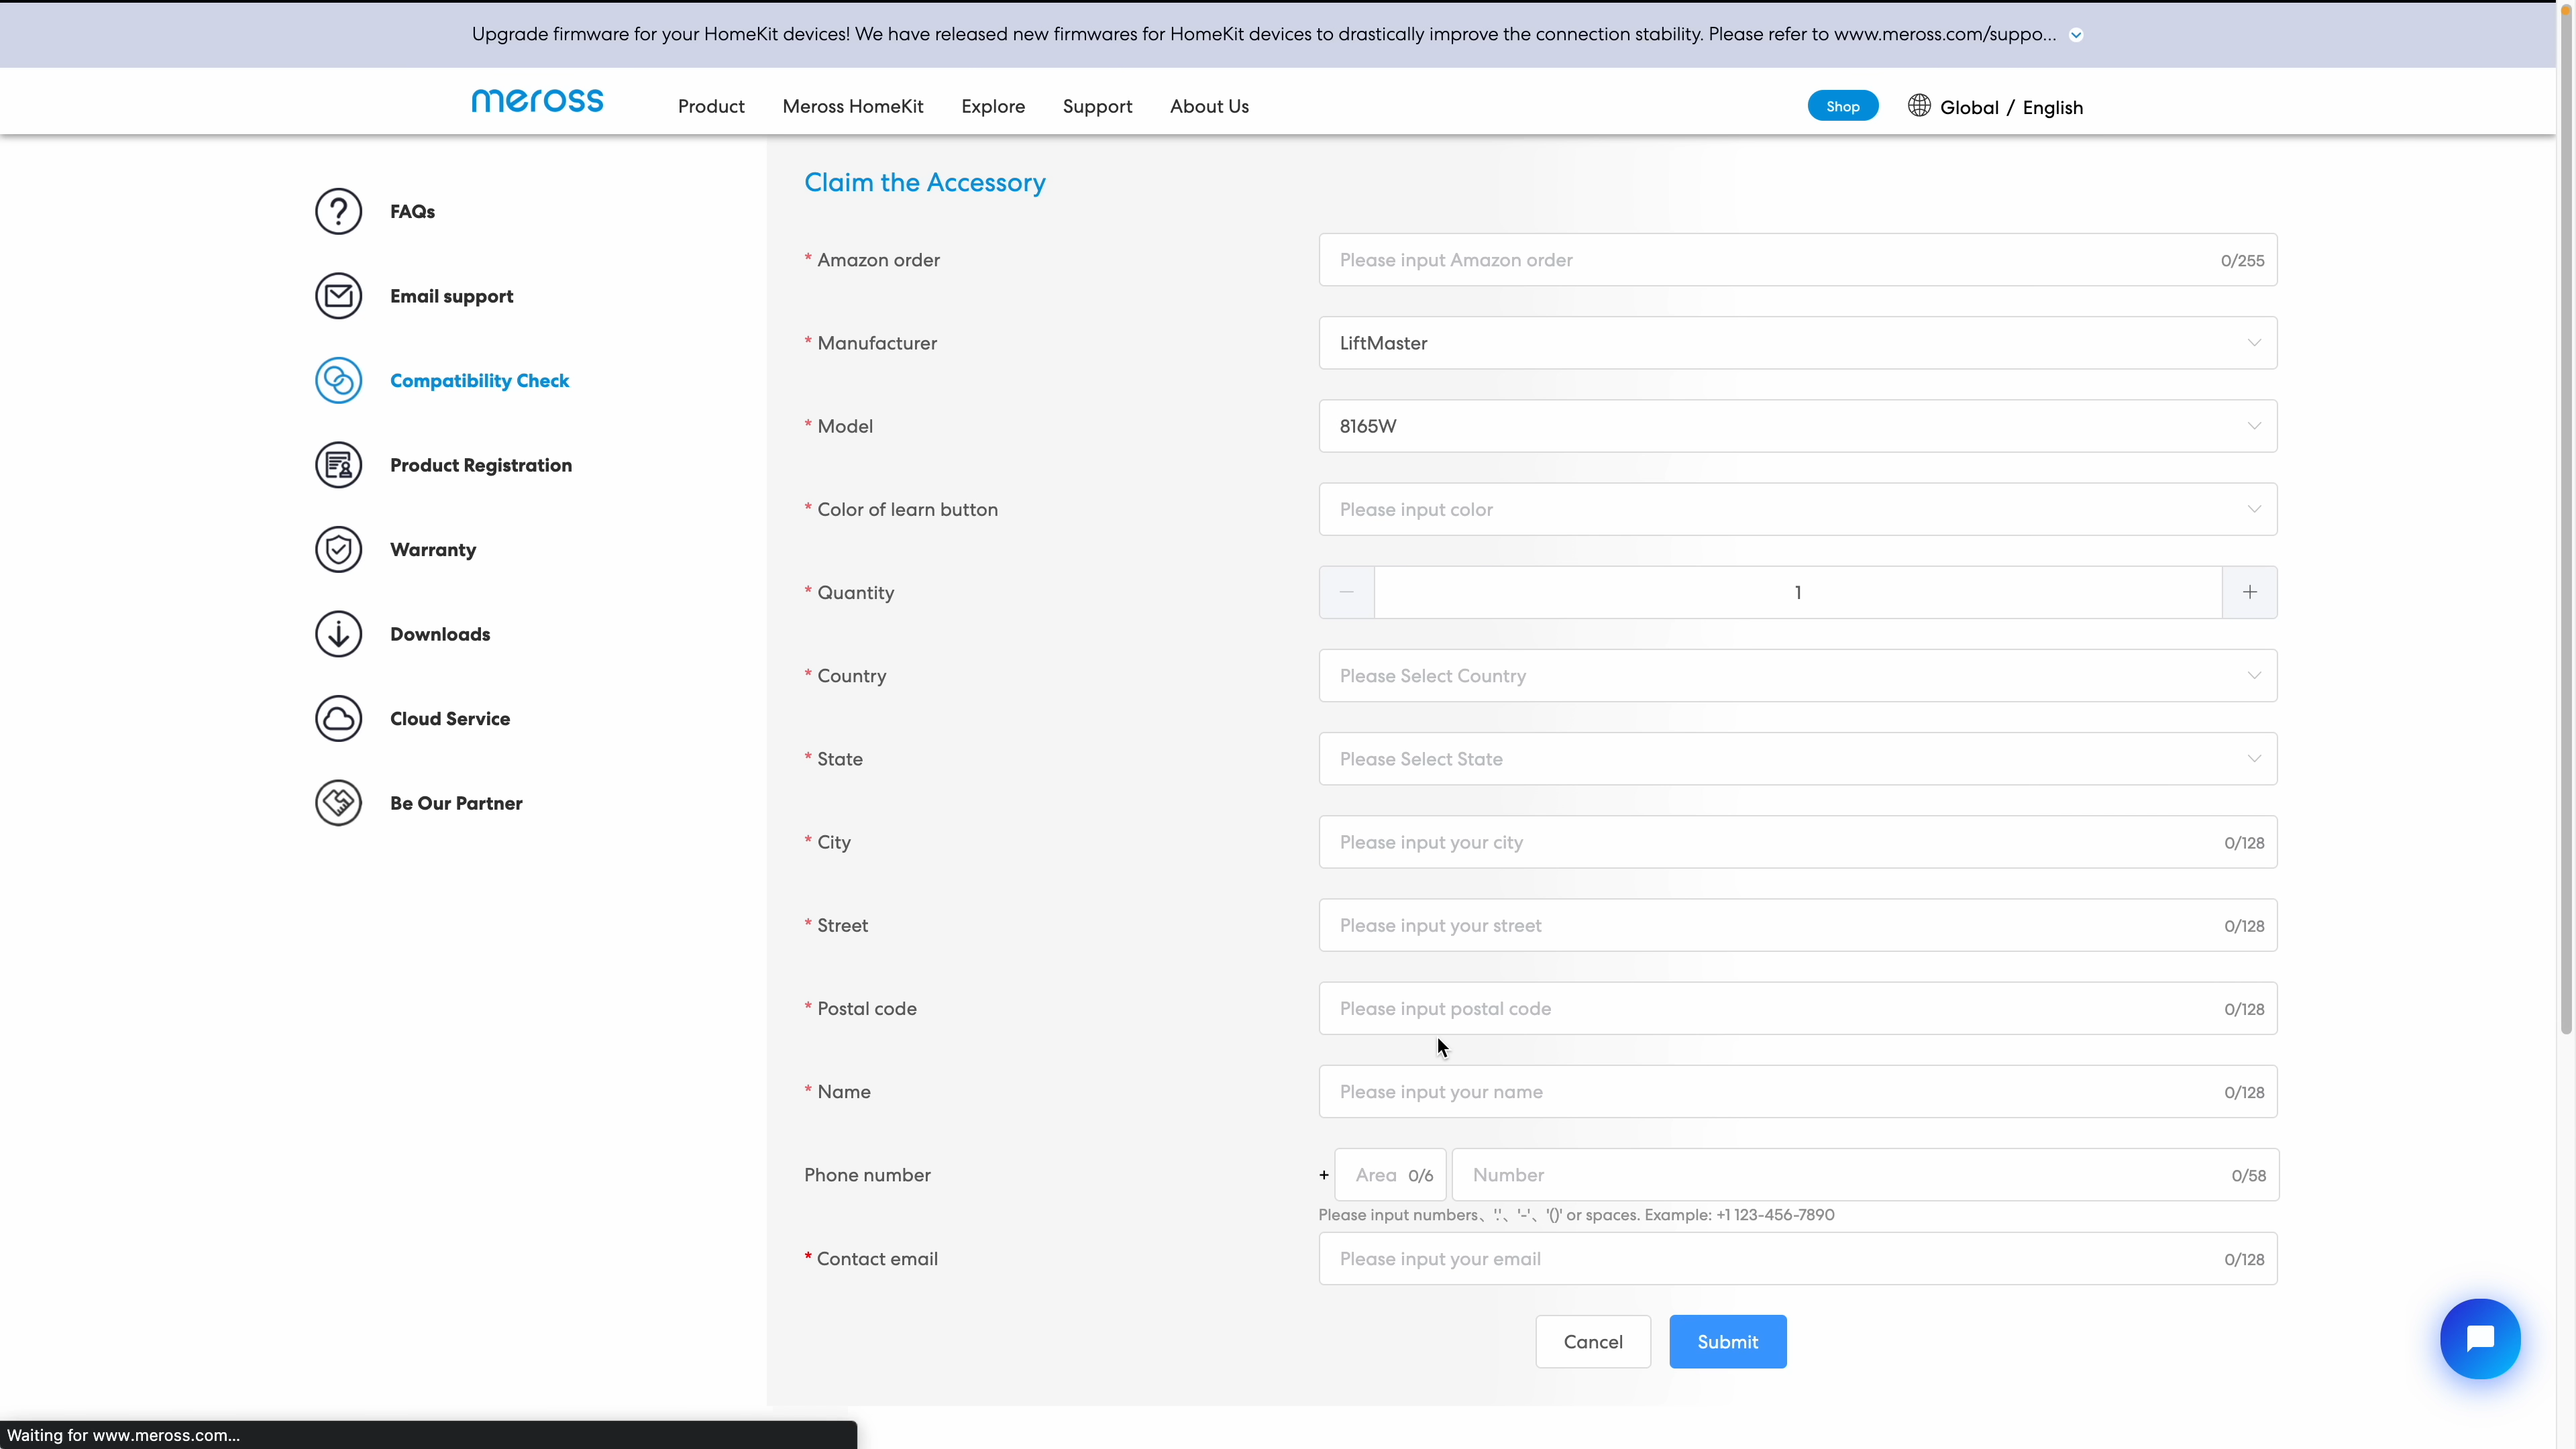 Upgrade firmware for your HomeKit devices! We have released new firmwares for HomeKit devices to drastically improve the connection stability. Please refer to www.meross.com/suppo...
meross
Product
Meross HomeKit
Explore
Support
About Us
Shop
Global / English
FAQs
Email support
Compatibility Check
Product Registration
Warranty
Downloads
Cloud Service
Be Our Partner
Claim the Accessory
* Amazon order
Please input Amazon order
0/255
* Manufacturer
LiftMaster
* Model
8165W
* Color of learn button
Please input color
* Quantity
1
* Country
Please Select Country
* State
Please Select State
* City
Please input your city
0/128
* Street
Please input your street
0/128
* Postal code
Please input postal code
0/128
* Name
Please input your name
0/128
Phone number
+
Area
0/6
Number
0/58
Please input numbers、'.'、'-'、'()' or spaces. Example: +1 123-456-7890
* Contact email
Please input your email
0/128
Cancel
Submit
Waiting for www.meross.com...